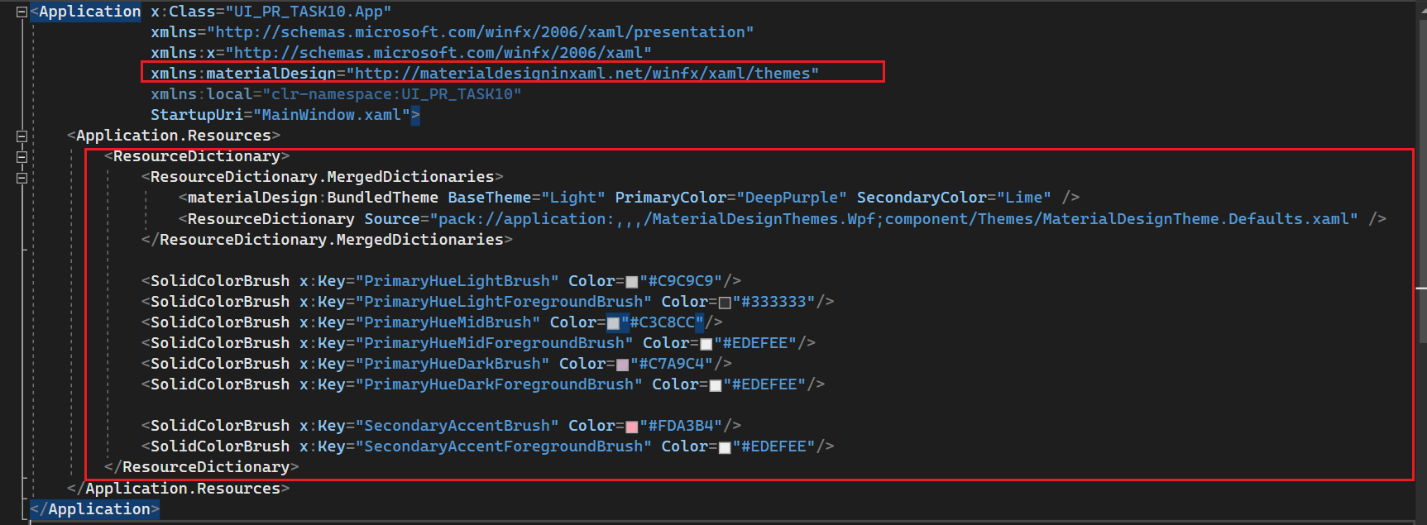 <Application x:Class="UI_PR_TASK10.App"
xmlns="http://schemas.microsoft.com/winfx/2006/xaml/presentation"
xmlns:x="http://schemas.microsoft.com/winfx/2006/xaml"
xmlns:materialDesign="http://materialdesigninxaml.net/winfx/xaml/themes"
xmlns:local="clr-namespace:UI_PR_TASK10"
StartupUri="MainWindow.xaml">
<Application.Resources>
<ResourceDictionary>
<ResourceDictionary.MergedDictionaries>
<materialDesign:BundledTheme BaseTheme="Light" PrimaryColor="DeepPurple" SecondaryColor="Lime" />
<ResourceDictionary Source="pack://application:,,,/MaterialDesignThemes.Wpf;component/Themes/MaterialDesignTheme.Defaults.xaml" />
</ResourceDictionary.MergedDictionaries>
<SolidColorBrush x:Key="PrimaryHueLightBrush" Color="#C9C9C9"/>
<SolidColorBrush x:Key="PrimaryHueLightForegroundBrush" Color="#333333"/>
<SolidColorBrush x:Key="PrimaryHueMidBrush" Color="#C3C8CC"/>
<SolidColorBrush x:Key="PrimaryHueMidForegroundBrush" Color="#EDEFEE"/>
<SolidColorBrush x:Key="PrimaryHueDarkBrush" Color="#C7A9C4"/>
<SolidColorBrush x:Key="PrimaryHueDarkForegroundBrush" Color="#EDEFEE"/>
<SolidColorBrush x:Key="SecondaryAccentBrush" Color="#FDA3B4"/>
<SolidColorBrush x:Key="SecondaryAccentForegroundBrush" Color="#EDEFEE"/>
</ResourceDictionary>
</Application.Resources>
</Application>